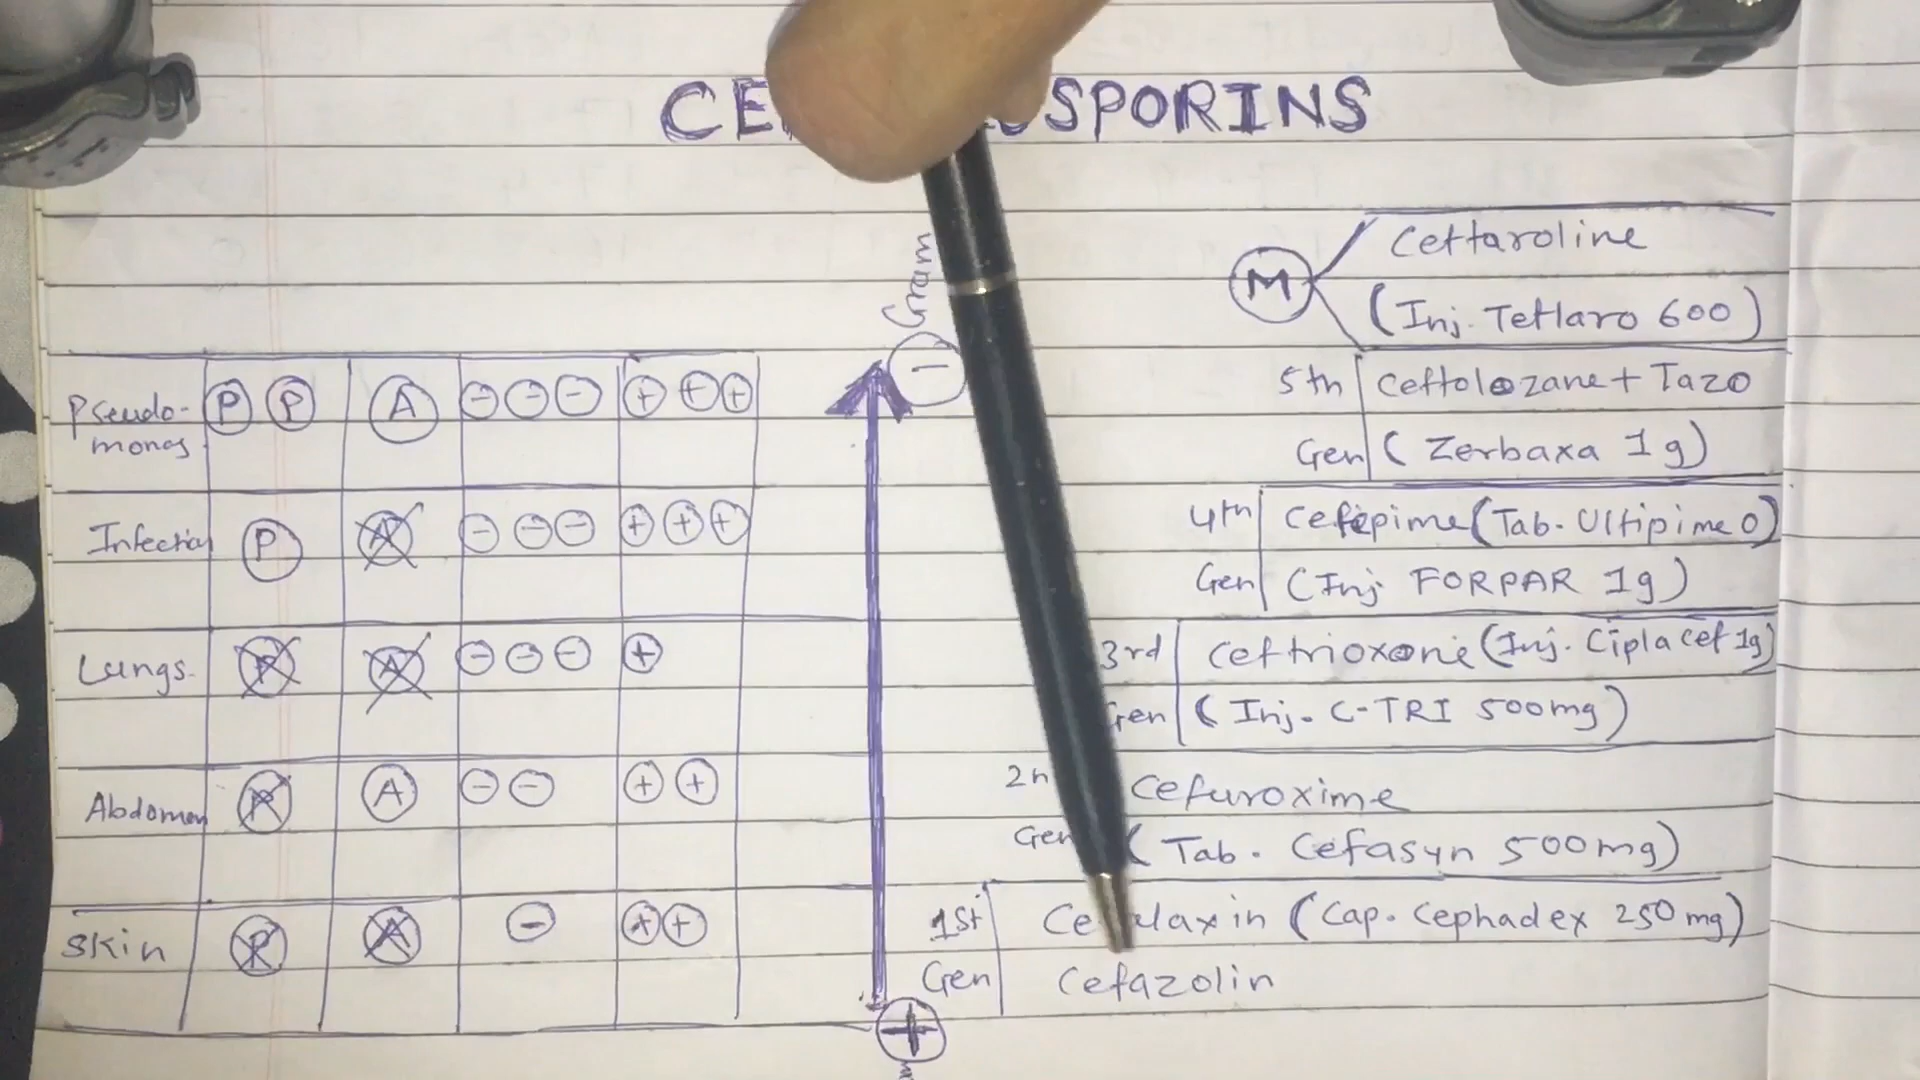 CE SPORINS
Gram
M
Ceftaroline
(Inj. Teflaro 600)
5th Ceftolozane + Tazo
Gen (Zerbaxa 1g)
4th Cefepime (Tab. Ultipime O)
Gen (Inj FORPAR 1g)
3rd Ceftrioxone (Inj. Ciplacef 1g)
Gen (Inj. C-TRI 500mg)
2n Cefuroxime
Gen (Tab. Cefasyn 500mg)
1st Ce laxin (Cap. Cephadex 250mg)
Gen Cefazolin
Pseudo-
monas P P A - - - + + +
Infection P A - - - + + +
Lungs. P A - - - +
Abdomen P A - - + +
Skin P A - + +
-
+